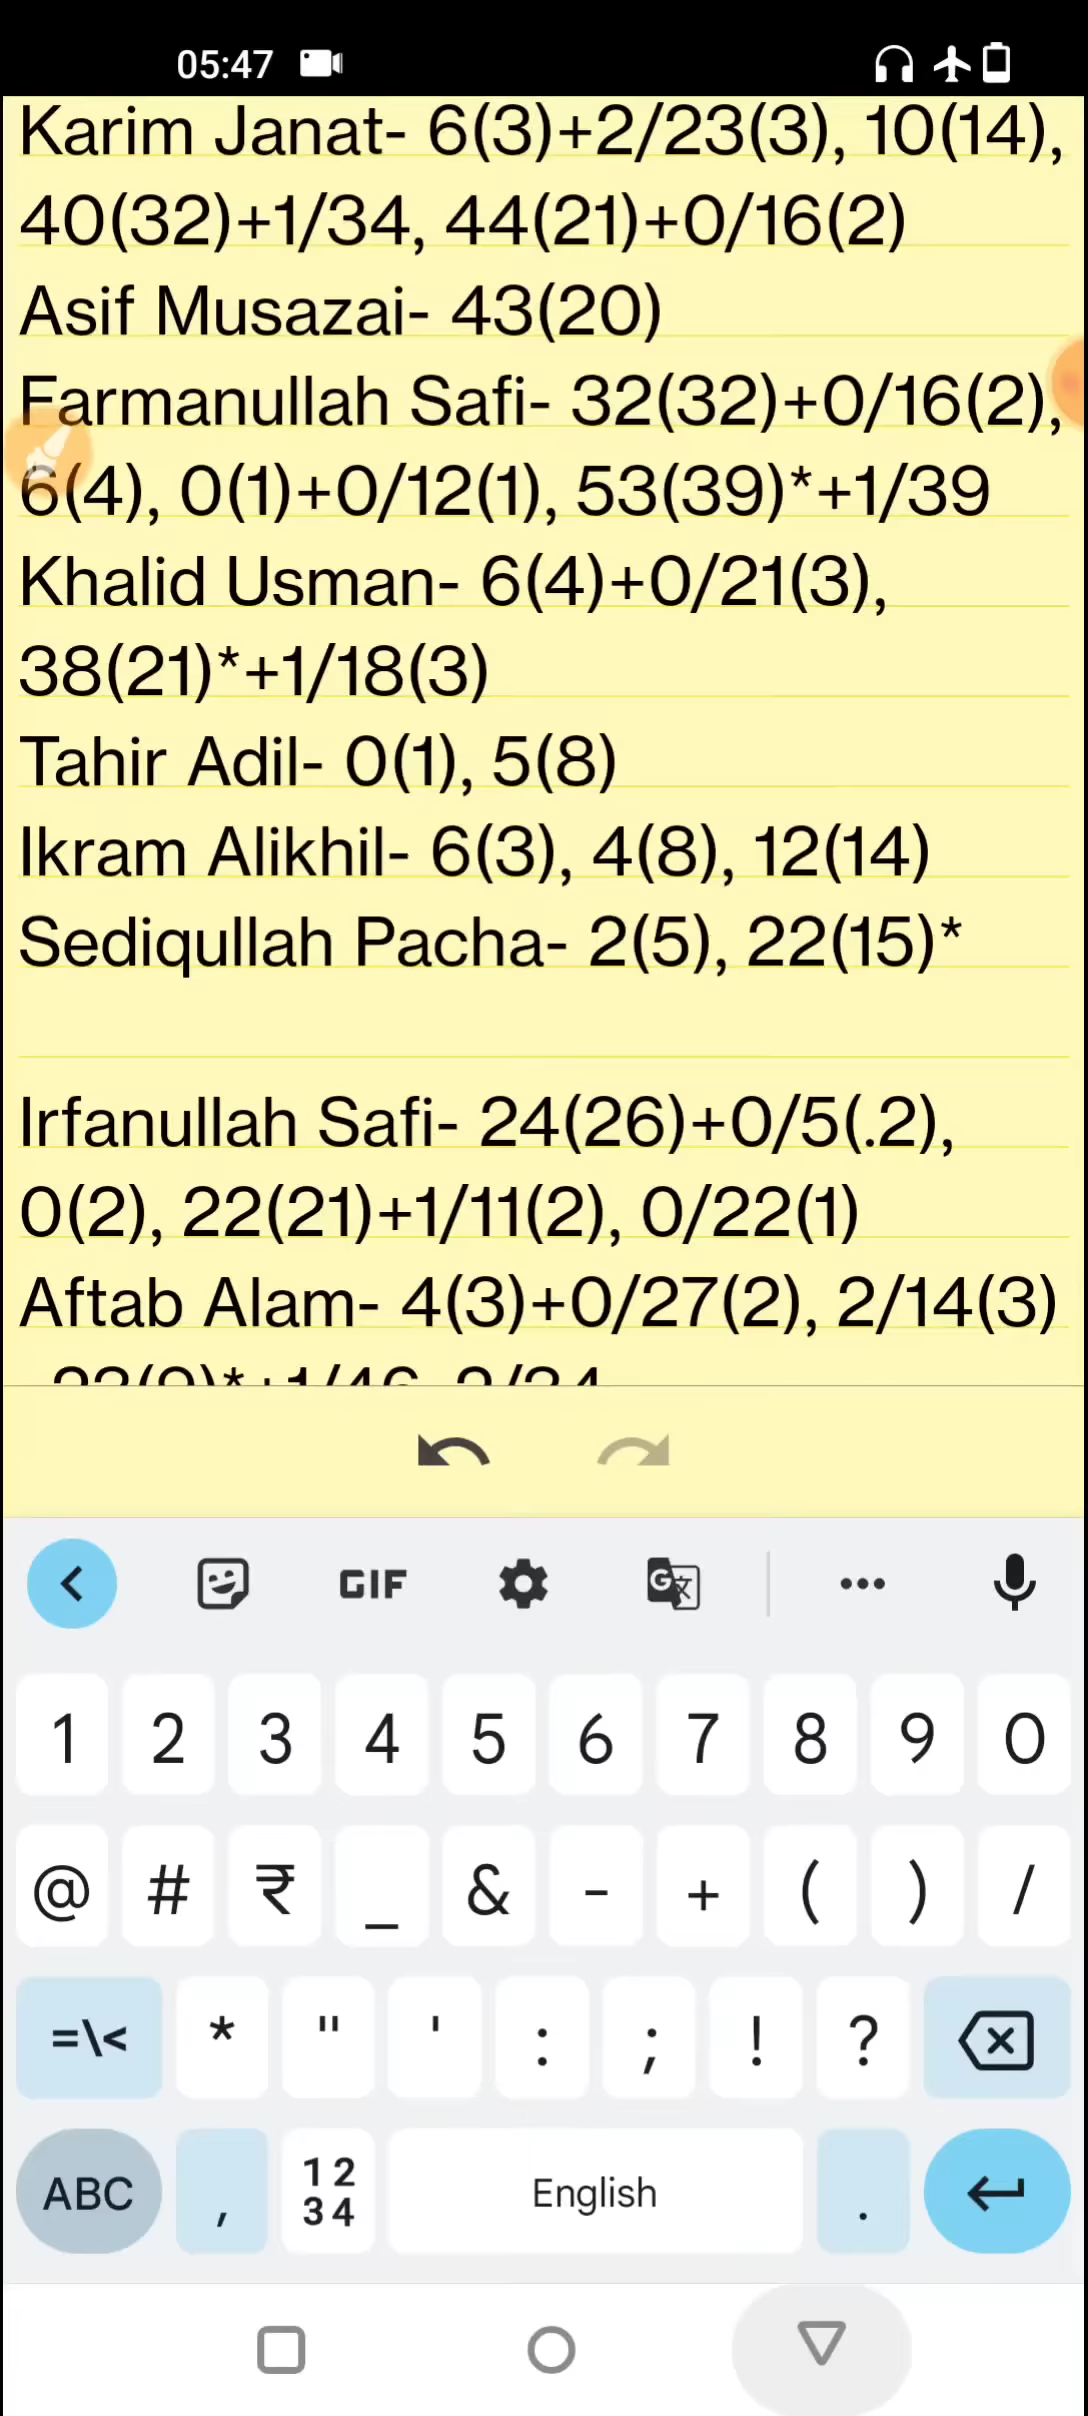 05:47
Karim Janat- 6(3)+2/23(3), 10(14),
40(32)+1/34, 44(21)+0/16(2)
Asif Musazai- 43(20)
Farmanullah Safi- 32(32)+0/16(2),
6(4), 0(1)+0/12(1), 53(39)*+1/39
Khalid Usman- 6(4)+0/21(3),
38(21)*+1/18(3)
Tahir Adil- 0(1), 5(8)
Ikram Alikhil- 6(3), 4(8), 12(14)
Sediqullah Pacha- 2(5), 22(15)*
Irfanullah Safi- 24(26)+0/5(.2),
0(2), 22(21)+1/11(2), 0/22(1)
Aftab Alam- 4(3)+0/27(2), 2/14(3)
GIF
1 2 3 4 5 6 7 8 9 0
@ # ₹ _ & - + ( ) /
=\< * " ' : ; ! ?
ABC , 12 34 English .